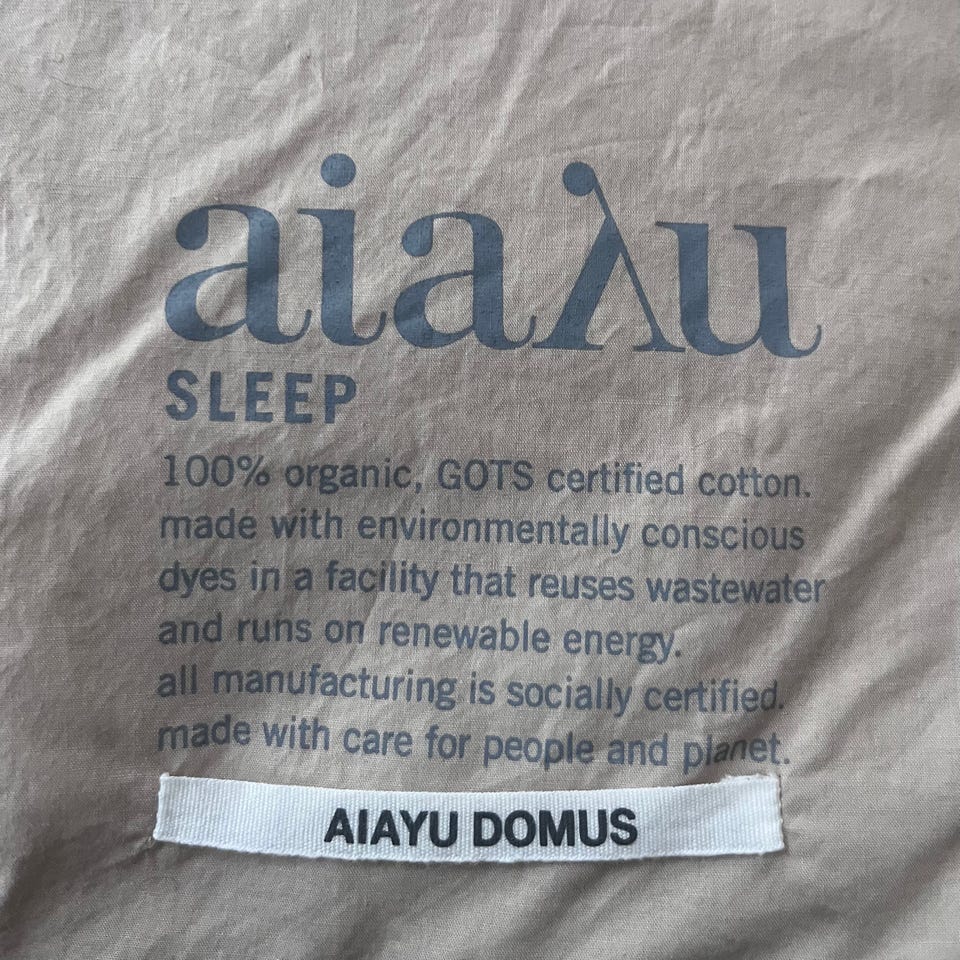 aiayu
SLEEP
100% organic, GOTS certified cotton.
made with environmentally conscious
dyes in a facility that reuses wastewater
and runs on renewable energy.
all manufacturing is socially certified.
made with care for people and planet.
AIAYU DOMUS